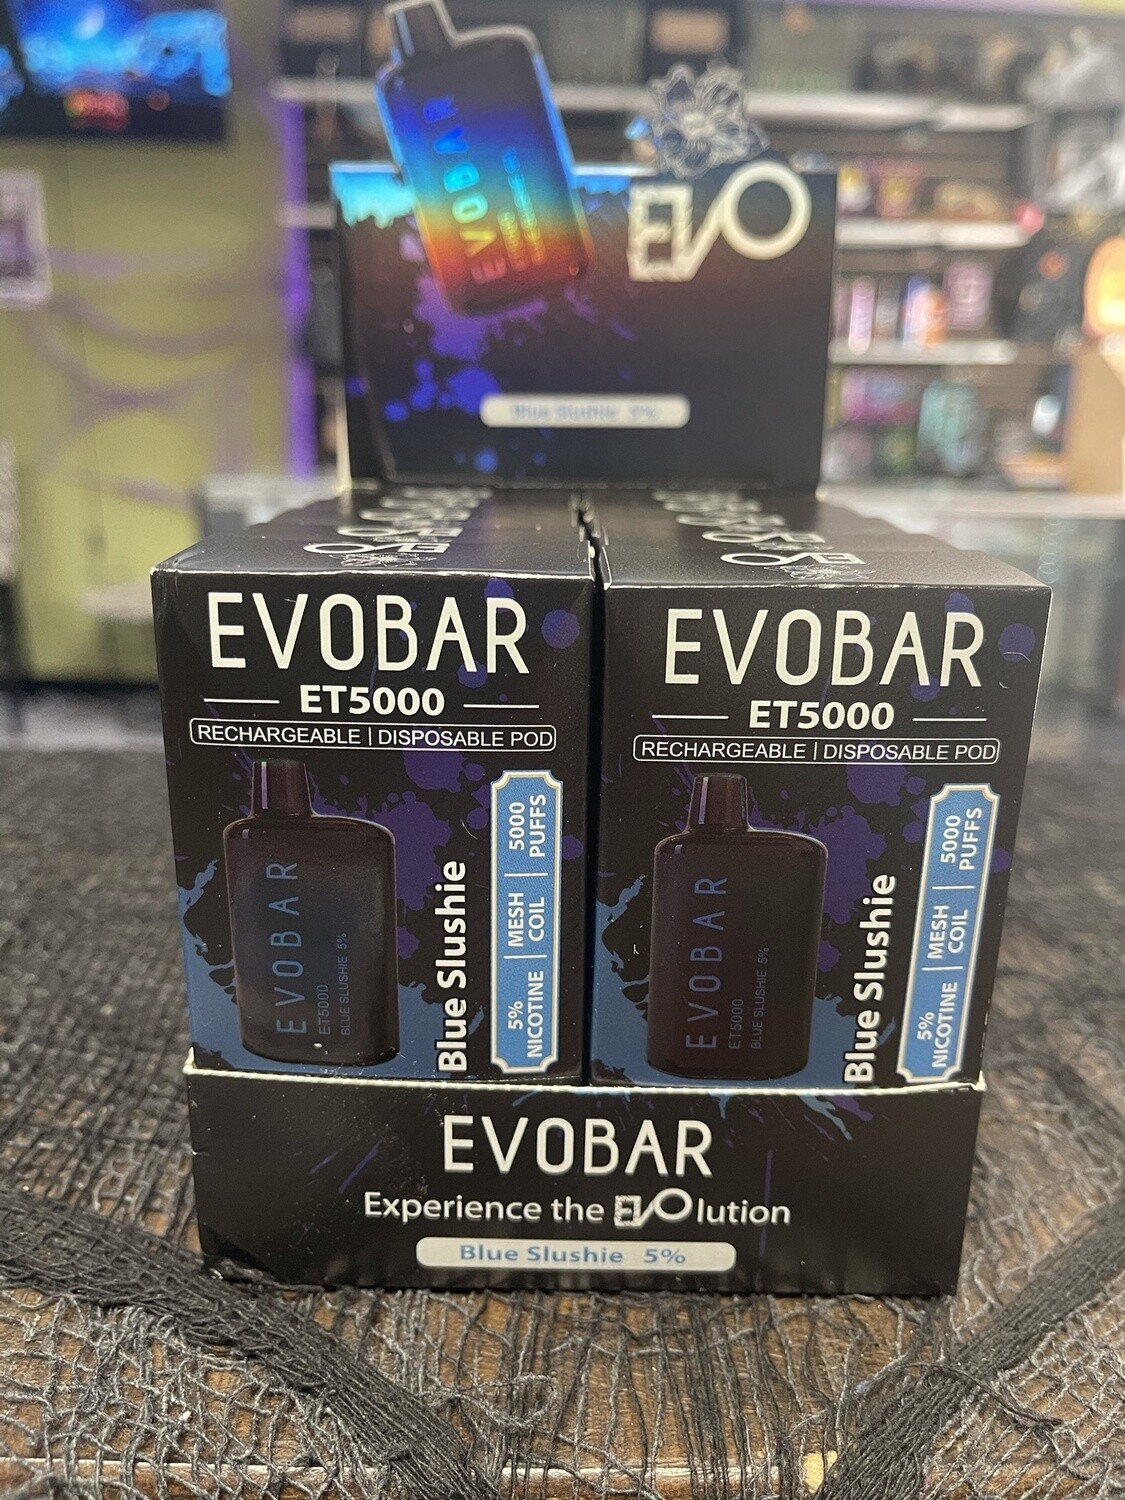 EVOBAR
EVO
Blue Slushie 5%
EVOBAR
ET5000
RECHARGEABLE | DISPOSABLE POD
EVOBAR
ET5000
BLUE SLUSHIE 5%
Blue Slushie
5% NICOTINE | MESH COIL | 5000 PUFFS
EVOBAR
ET5000
RECHARGEABLE | DISPOSABLE POD
EVOBAR
ET5000
BLUE SLUSHIE 5%
Blue Slushie
5% NICOTINE | MESH COIL | 5000 PUFFS
EVOBAR
Experience the EVOlution
Blue Slushie 5%